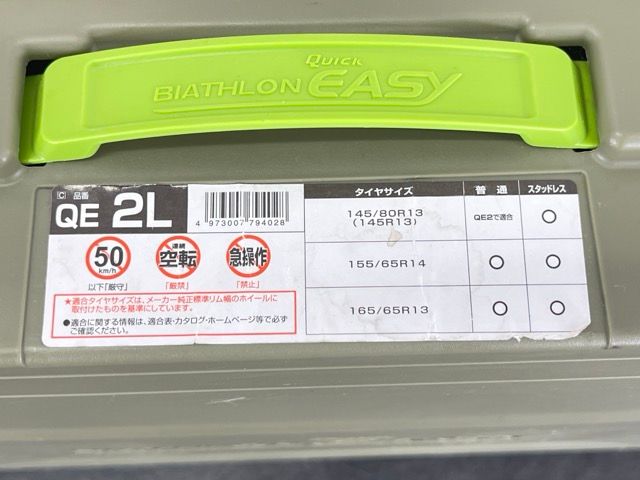 QUICK
BIATHLON EASY
[C] 品番
QE 2L
4 973007 794028
50
km/h
以下「厳守」
連続
空転
「厳禁」
急操作
「禁止」
★適合タイヤサイズは、メーカー純正標準リム幅のホイールに
取付けたものを基準にしています。
●適合に関する情報は、適合表・カタログ・ホームページ等で必ず
ご確認ください。
タイヤサイズ 普通 スタッドレス
145/80R13
(145R13) QE2で適合 ○
155/65R14 ○ ○
165/65R13 ○ ○